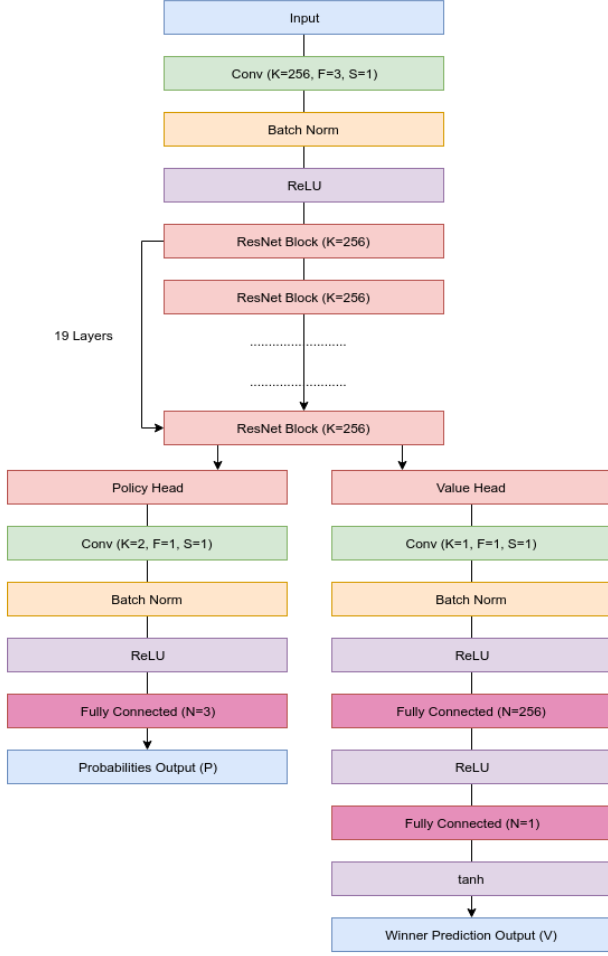 Input
Conv (K=256, F=3, S=1)
Batch Norm
ReLU
ResNet Block (K=256)
ResNet Block (K=256)
19 Layers
ResNet Block (K=256)
Policy Head
Conv (K=2, F=1, S=1)
Batch Norm
ReLU
Fully Connected (N=3)
Probabilities Output (P)
Value Head
Conv (K=1, F=1, S=1)
Batch Norm
ReLU
Fully Connected (N=256)
ReLU
Fully Connected (N=1)
tanh
Winner Prediction Output (V)